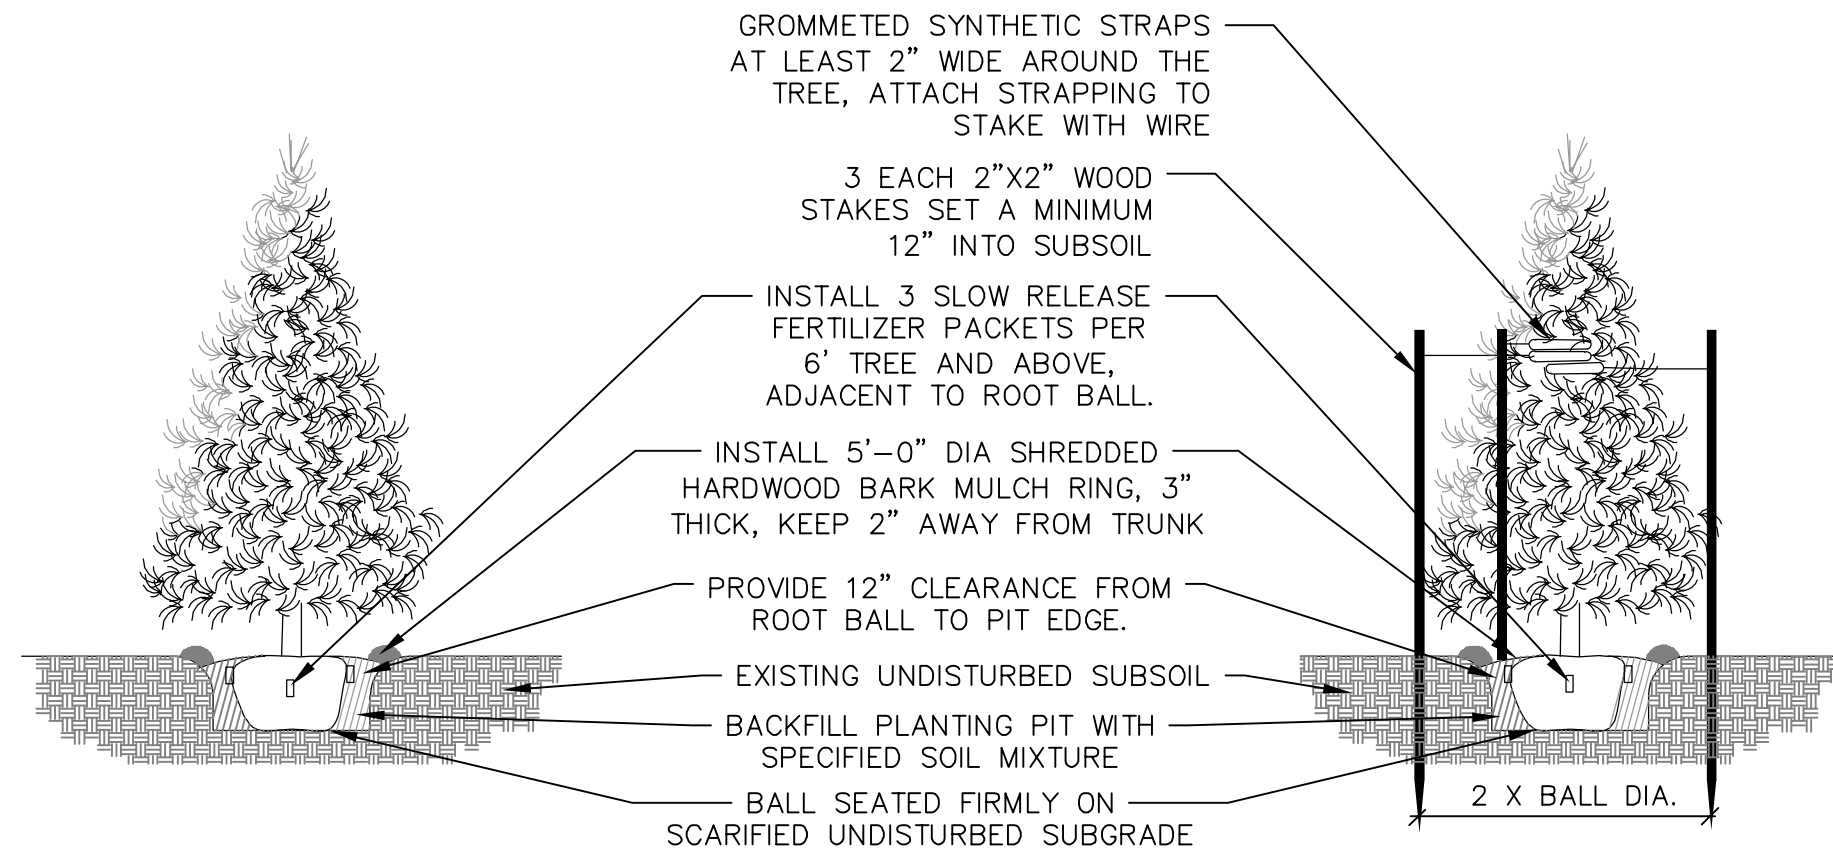 GROMMETED SYNTHETIC STRAPS
AT LEAST 2” WIDE AROUND THE
TREE, ATTACH STRAPPING TO
STAKE WITH WIRE
3 EACH 2”X2” WOOD
STAKES SET A MINIMUM
12” INTO SUBSOIL
INSTALL 3 SLOW RELEASE
FERTILIZER PACKETS PER
6’ TREE AND ABOVE,
ADJACENT TO ROOT BALL.
INSTALL 5’–0” DIA SHREDDED
HARDWOOD BARK MULCH RING, 3”
THICK, KEEP 2” AWAY FROM TRUNK
PROVIDE 12” CLEARANCE FROM
ROOT BALL TO PIT EDGE.
EXISTING UNDISTURBED SUBSOIL
BACKFILL PLANTING PIT WITH
SPECIFIED SOIL MIXTURE
BALL SEATED FIRMLY ON
SCARIFIED UNDISTURBED SUBGRADE
2 X BALL DIA.